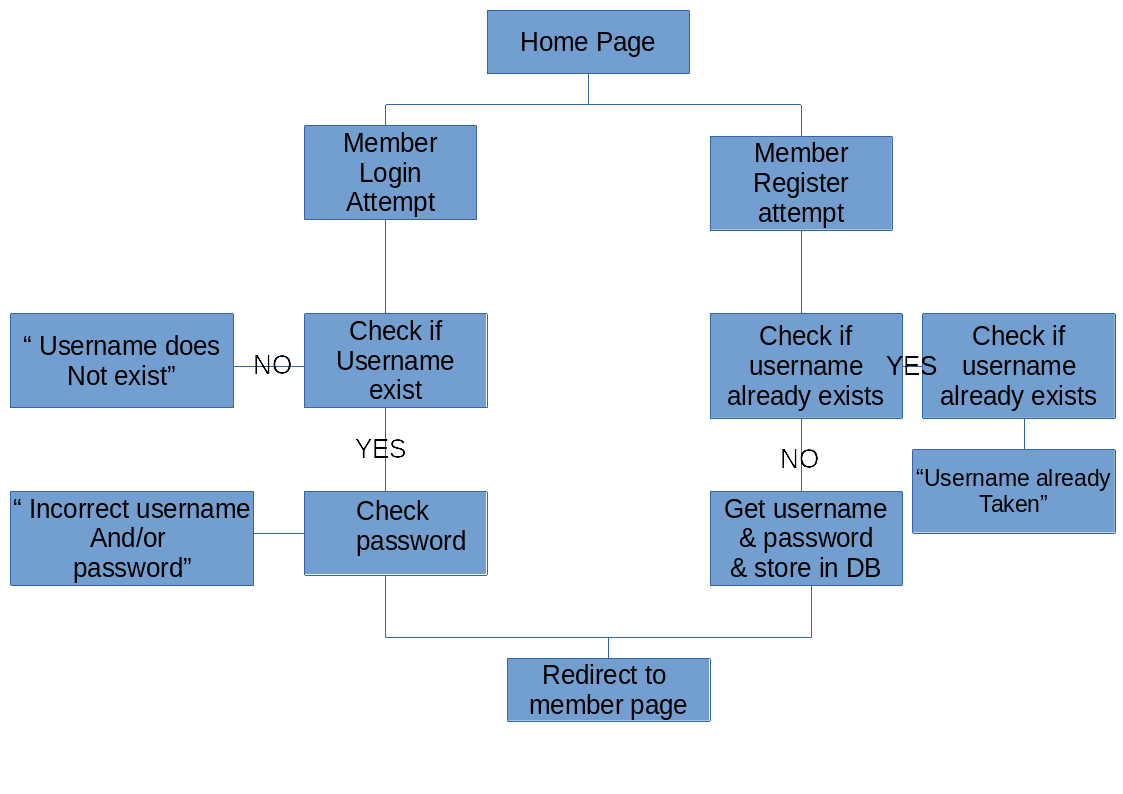 Home Page
Member
Login
Attempt
Member
Register
attempt
“ Username does
Not exist”
NO
Check if
Username
exist
Check if
username
already exists
YES
Check if
username
already exists
YES
NO
“Username already
Taken”
“ Incorrect username
And/or
password”
Check
password
Get username
& password
& store in DB
Redirect to
member page